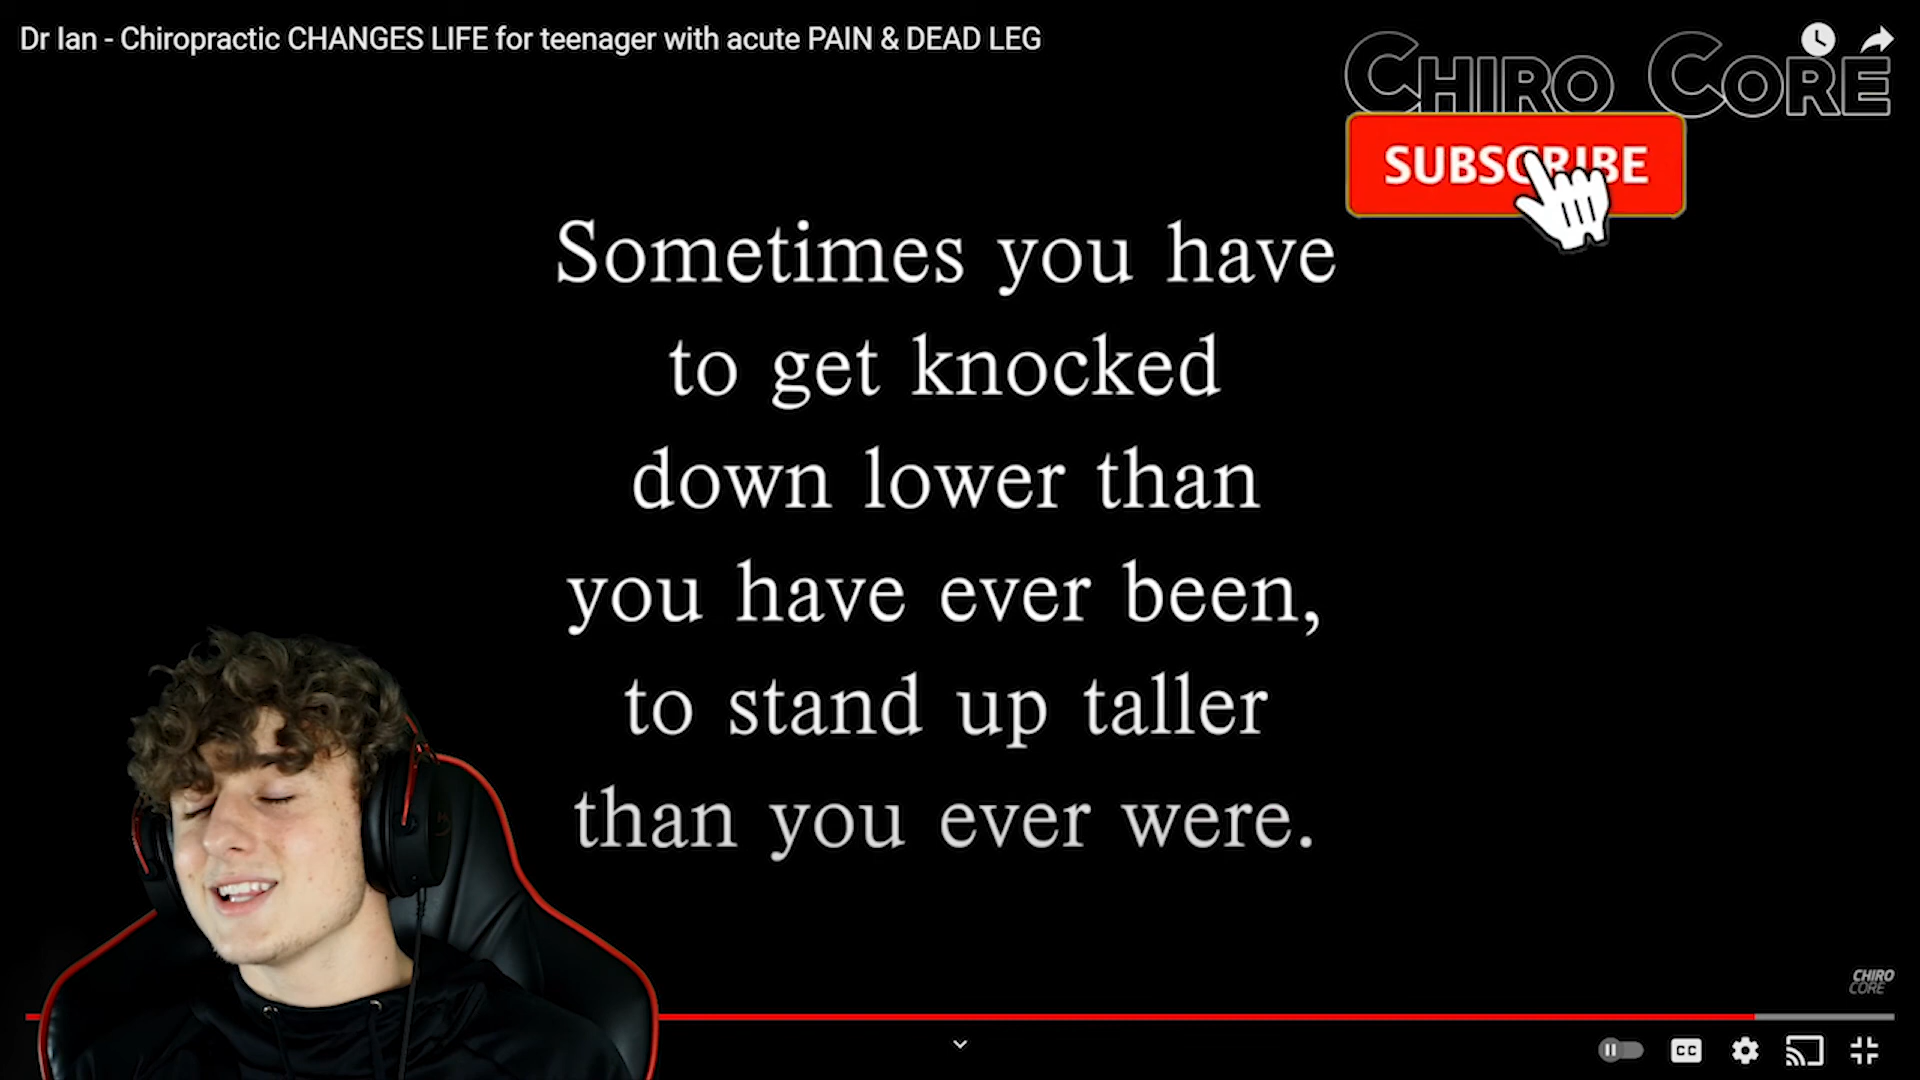 Dr Ian - Chiropractic CHANGES LIFE for teenager with acute PAIN & DEAD LEG
CHIRO CORE
SUBSCRIBE
Sometimes you have
to get knocked
down lower than
you have ever been,
to stand up taller
than you ever were.
CHIRO
CORE
CC